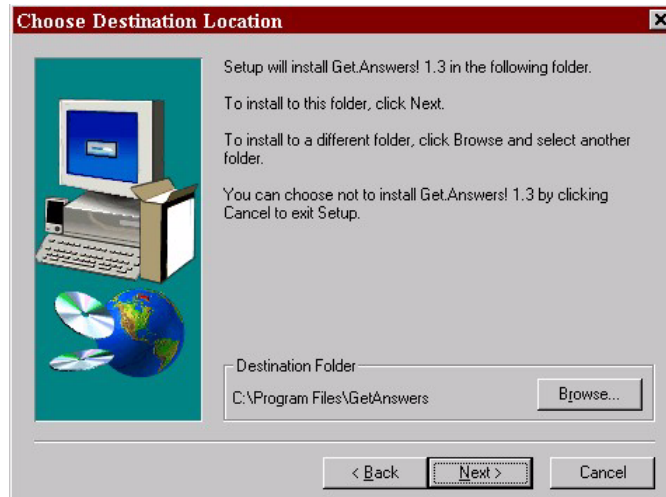 Choose Destination Location
Setup will install Get.Answers! 1.3 in the following folder.
To install to this folder, click Next.
To install to a different folder, click Browse and select another
folder.
You can choose not to install Get.Answers! 1.3 by clicking
Cancel to exit Setup.
Destination Folder
C:\Program Files\GetAnswers
Browse...
< Back
Next >
Cancel